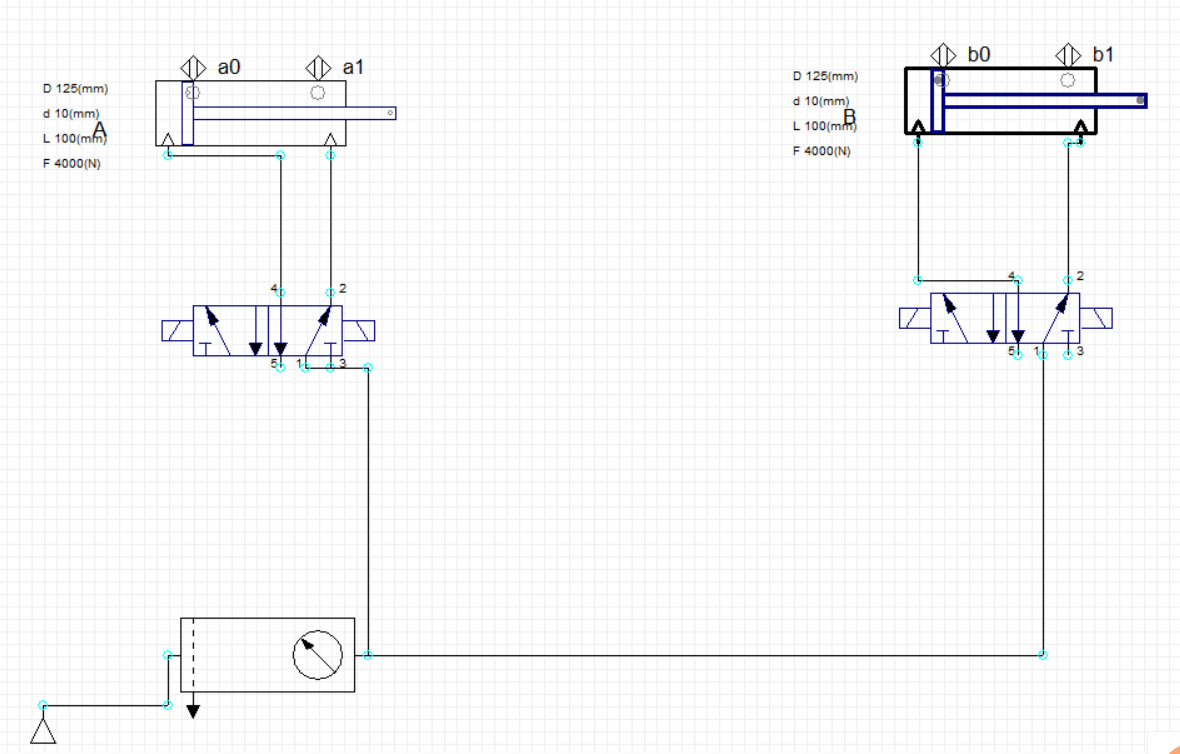 a0 a1
D 125(mm)
d 10(mm)
A
L 100(mm)
F 4000(N)
b0 b1
D 125(mm)
d 10(mm)
B
L 100(mm)
F 4000(N)
4 2
5 1 3
4 2
5 1 3